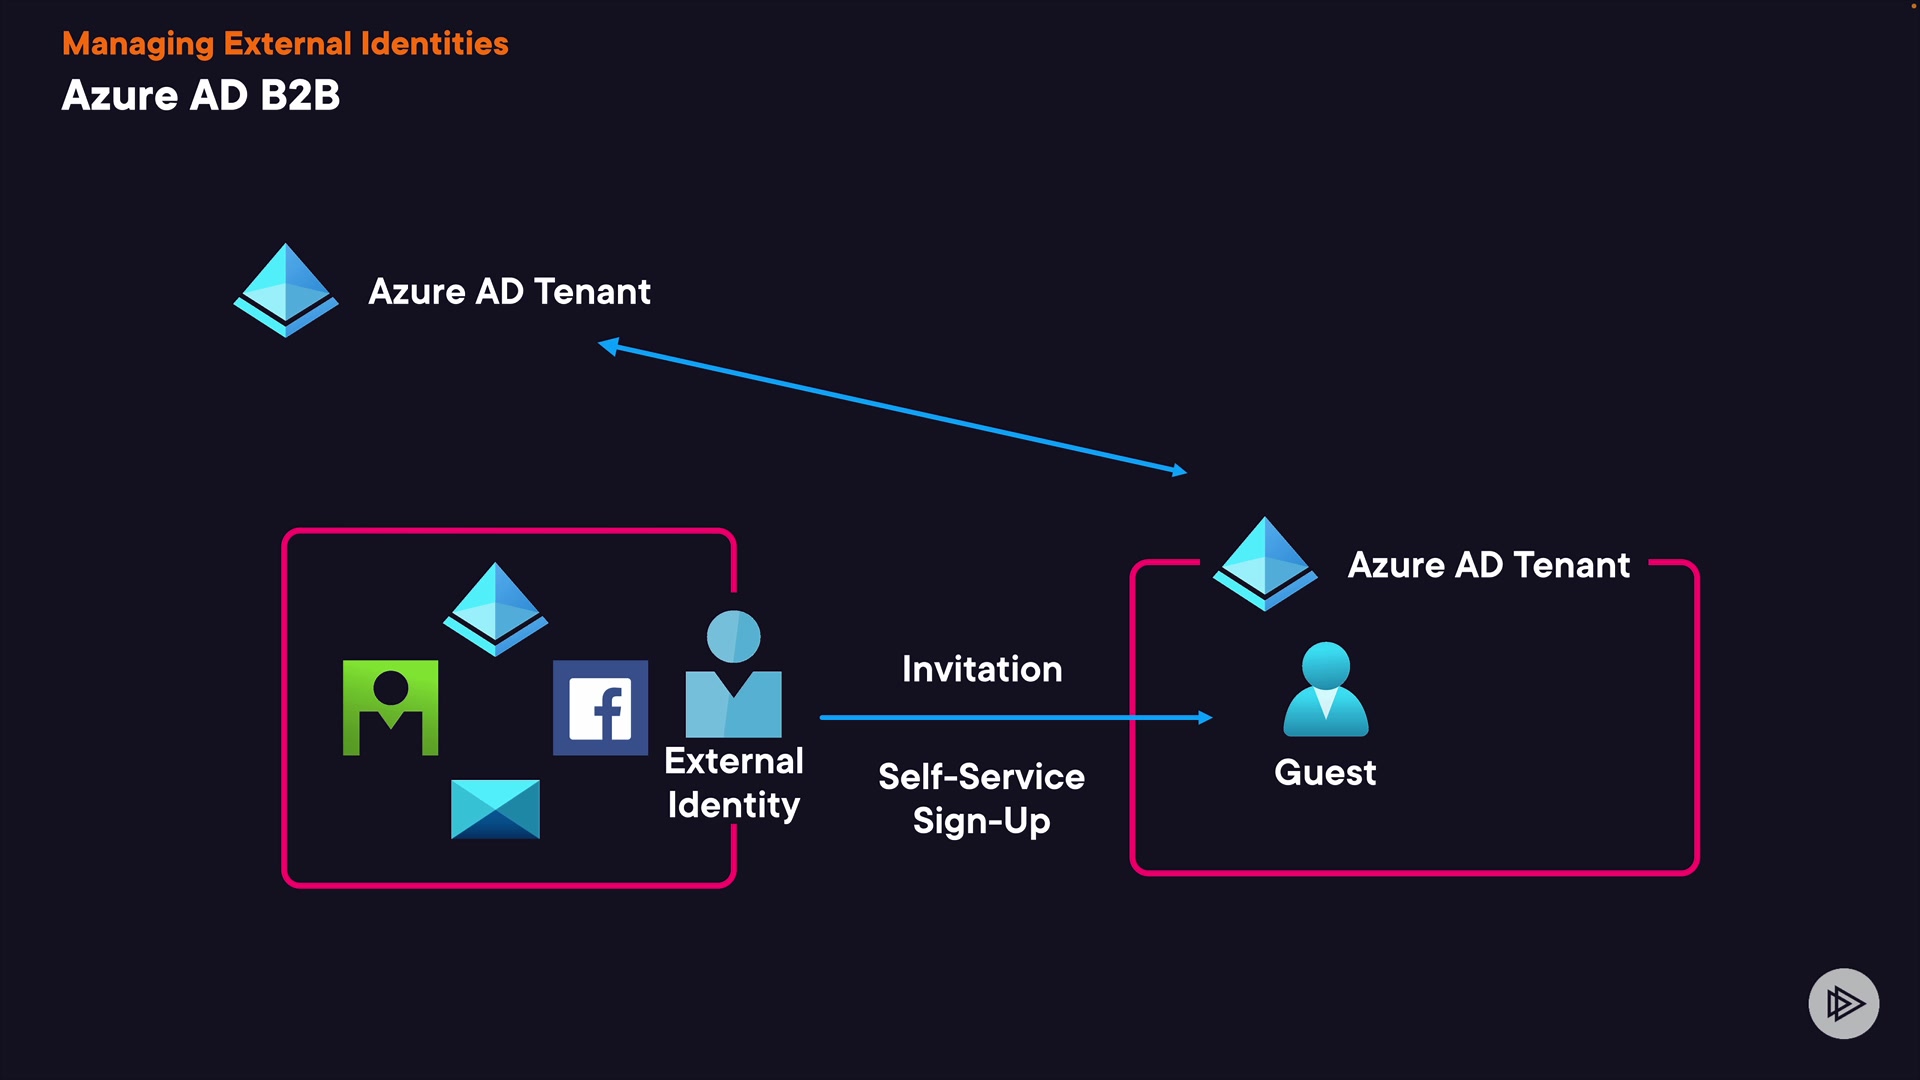 Managing External Identities
Azure AD B2B
Azure AD Tenant
Azure AD Tenant
External
Identity
Invitation
Self-Service
Sign-Up
Guest